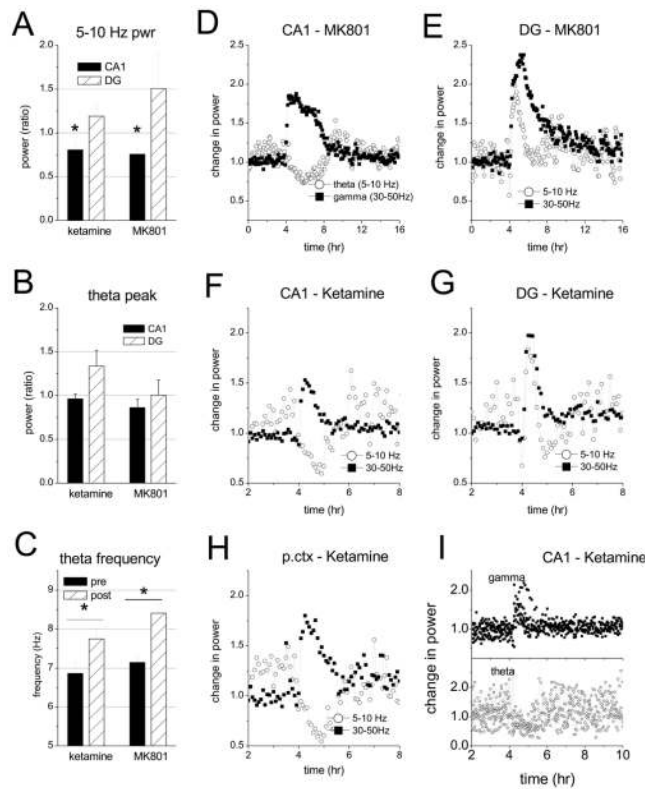 A
5-10 Hz pwr
CA1
DG
power (ratio)
2.0
1.5
1.0
0.5
0.0
*
*
ketamine
MK801
D
CA1 - MK801
change in power
2.5
2.0
1.5
1.0
0.5
theta (5-10 Hz)
gamma (30-50Hz)
0
4
8
12
16
time (hr)
E
DG - MK801
change in power
2.5
2.0
1.5
1.0
0.5
5-10 Hz
30-50Hz
0
4
8
12
16
time (hr)
B
theta peak
CA1
DG
power (ratio)
2.0
1.5
1.0
0.5
0.0
ketamine
MK801
F
CA1 - Ketamine
change in power
2.0
1.5
1.0
0.5
5-10 Hz
30-50Hz
2
4
6
8
time (hr)
G
DG - Ketamine
change in power
2.0
1.5
1.0
0.5
5-10 Hz
30-50Hz
2
4
6
8
time (hr)
C
theta frequency
pre
post
frequency (Hz)
9
8
7
6
5
*
*
ketamine
MK801
H
p.ctx - Ketamine
change in power
2.0
1.5
1.0
0.5
5-10 Hz
30-50Hz
2
4
6
8
time (hr)
I
CA1 - Ketamine
gamma
change in power
2.0
1.0
theta
change in power
2.0
1.0
0.0
2
4
6
8
10
time (hr)